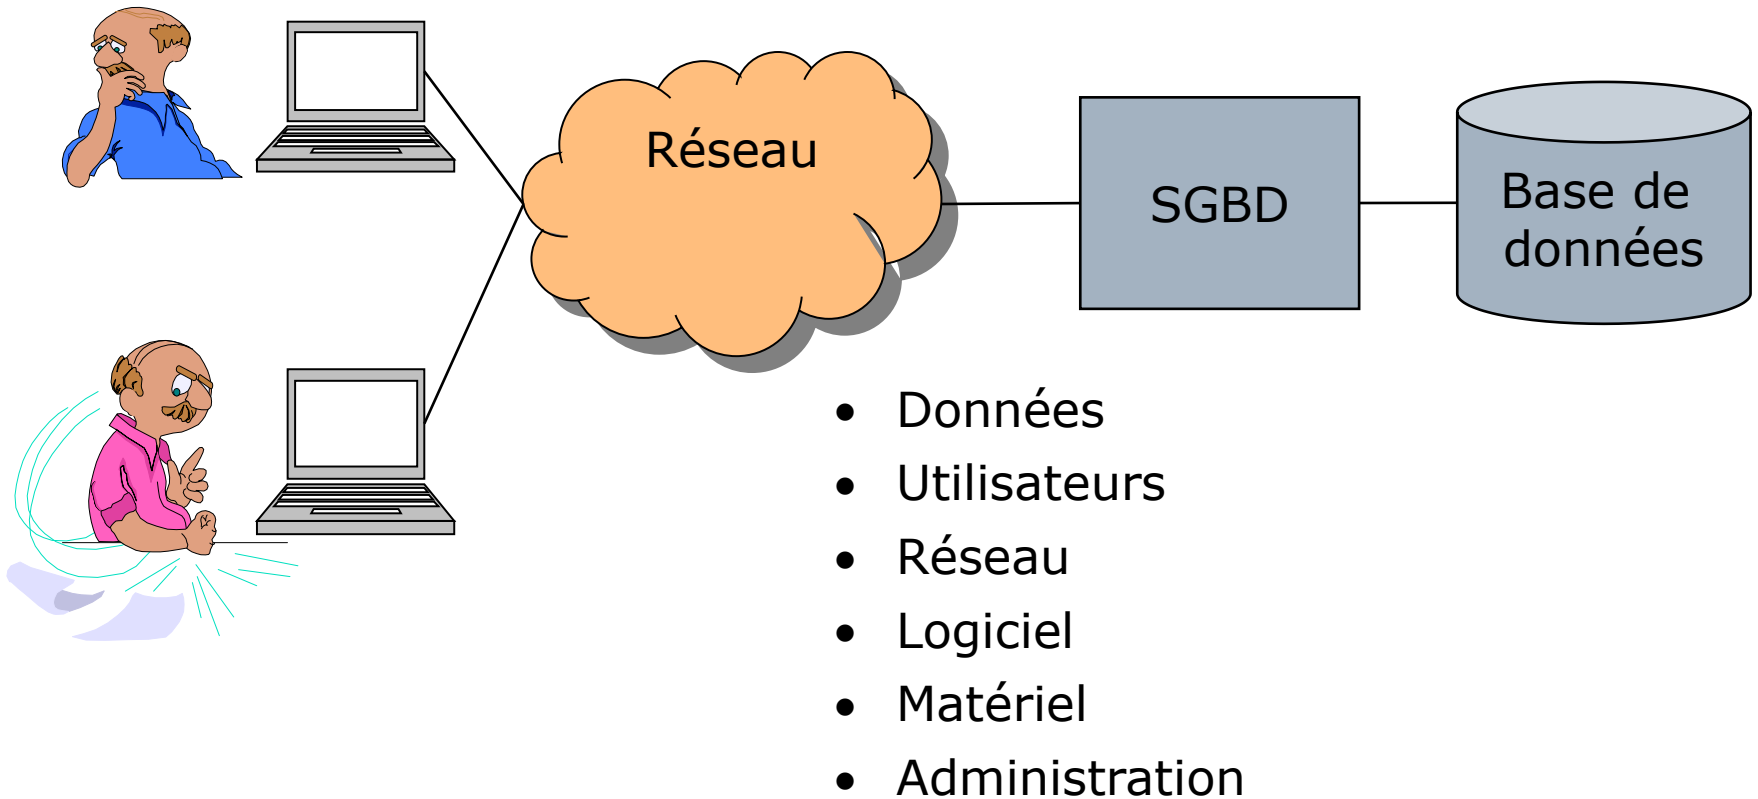 Réseau
SGBD
Base de
données
• Données
• Utilisateurs
• Réseau
• Logiciel
• Matériel
• Administration